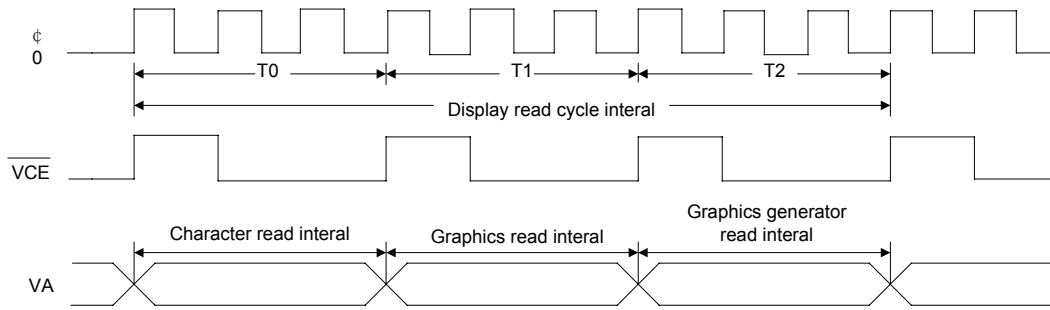 ¢
0
T0
T1
T2
Display read cycle interal
VCE
Graphics generator
read interal
Character read interal
Graphics read interal
VA